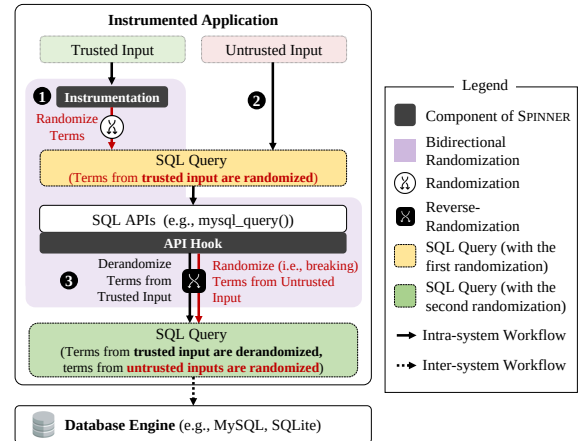 Instrumented Application
Trusted Input
Untrusted Input
1
Instrumentation
2
Randomize
Terms
SQL Query
(Terms from trusted input are randomized)
SQL APIs (e.g., mysql_query())
API Hook
3
Derandomize
Terms from
Trusted Input
Randomize (i.e., breaking)
Terms from Untrusted
Input
SQL Query
(Terms from trusted input are derandomized,
terms from untrusted inputs are randomized)
Database Engine (e.g., MySQL, SQLite)
Legend
Component of SPINNER
Bidirectional
Randomization
Randomization
Reverse-
Randomization
SQL Query (with the
first randomization)
SQL Query (with the
second randomization)
Intra-system Workflow
Inter-system Workflow